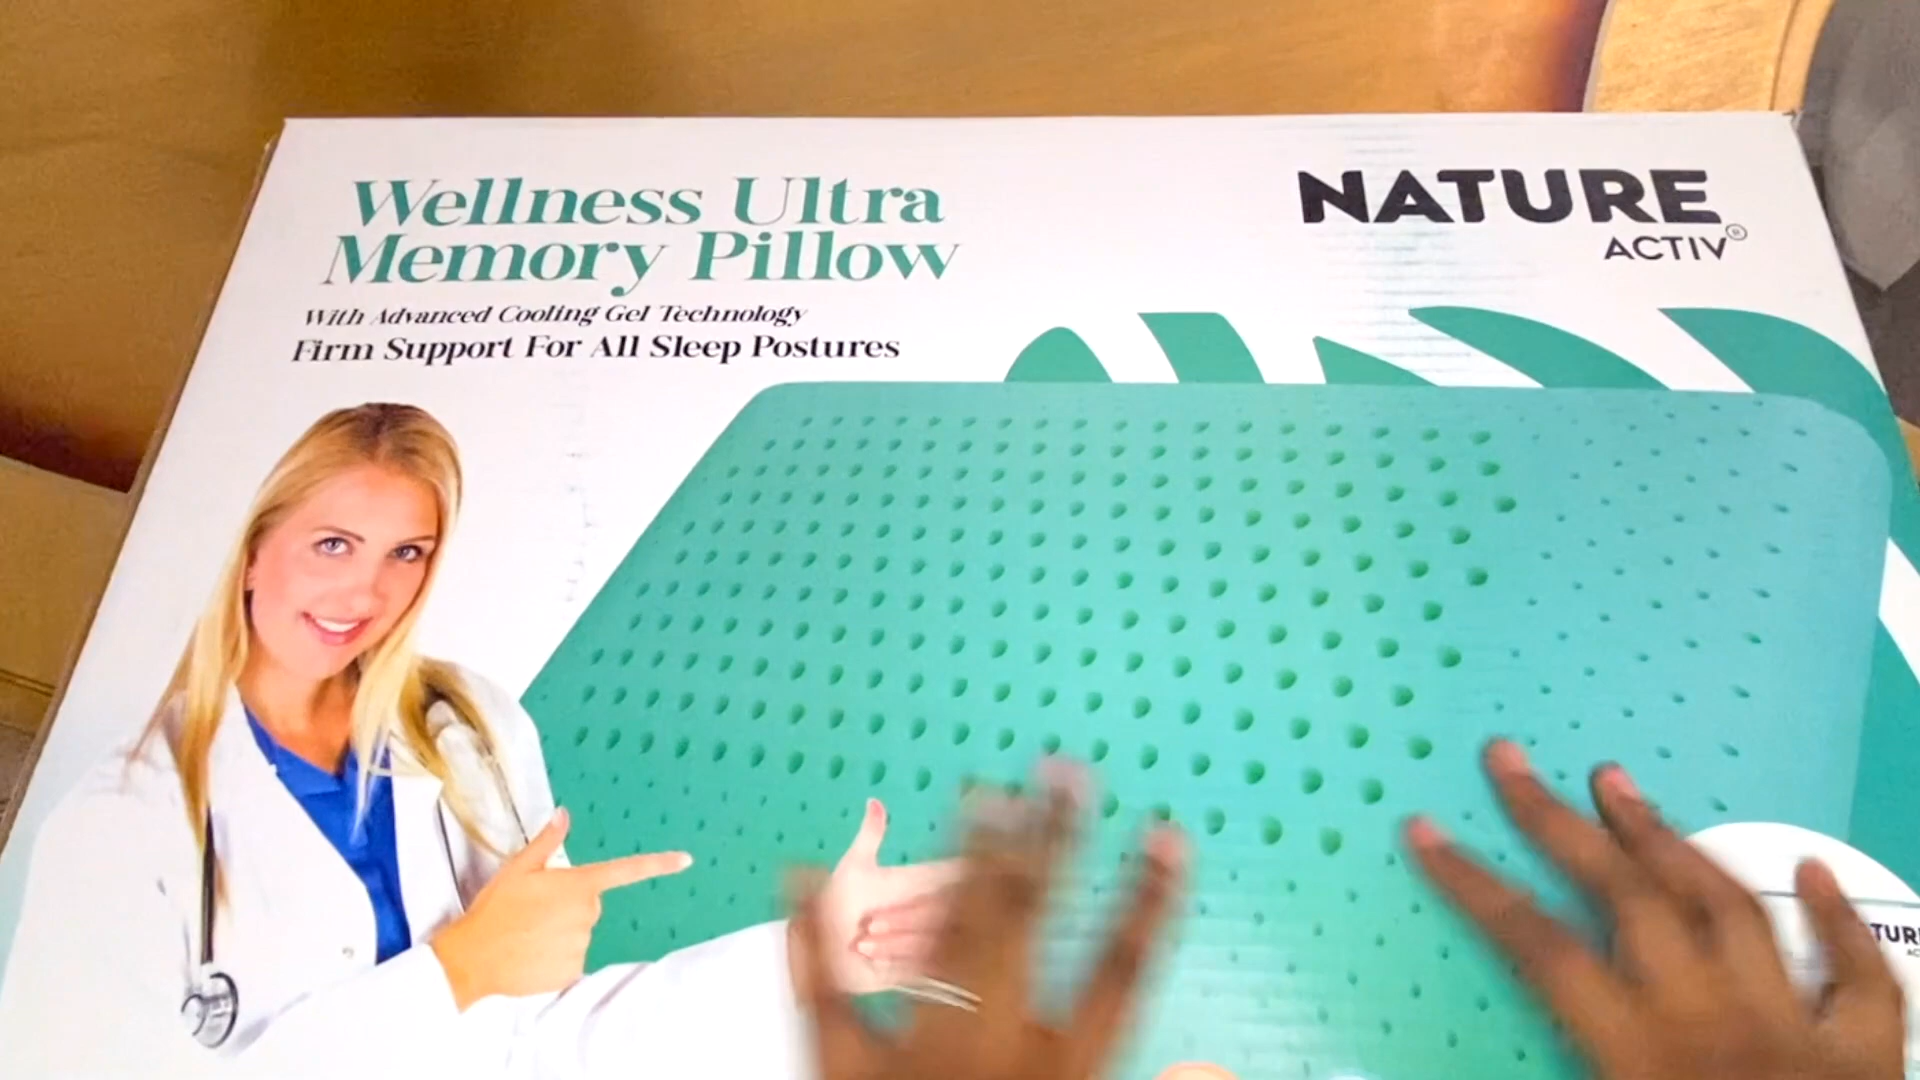 Wellness Ultra
Memory Pillow
With Advanced Cooling Gel Technology
Firm Support For All Sleep Postures
NATURE
ACTIV®